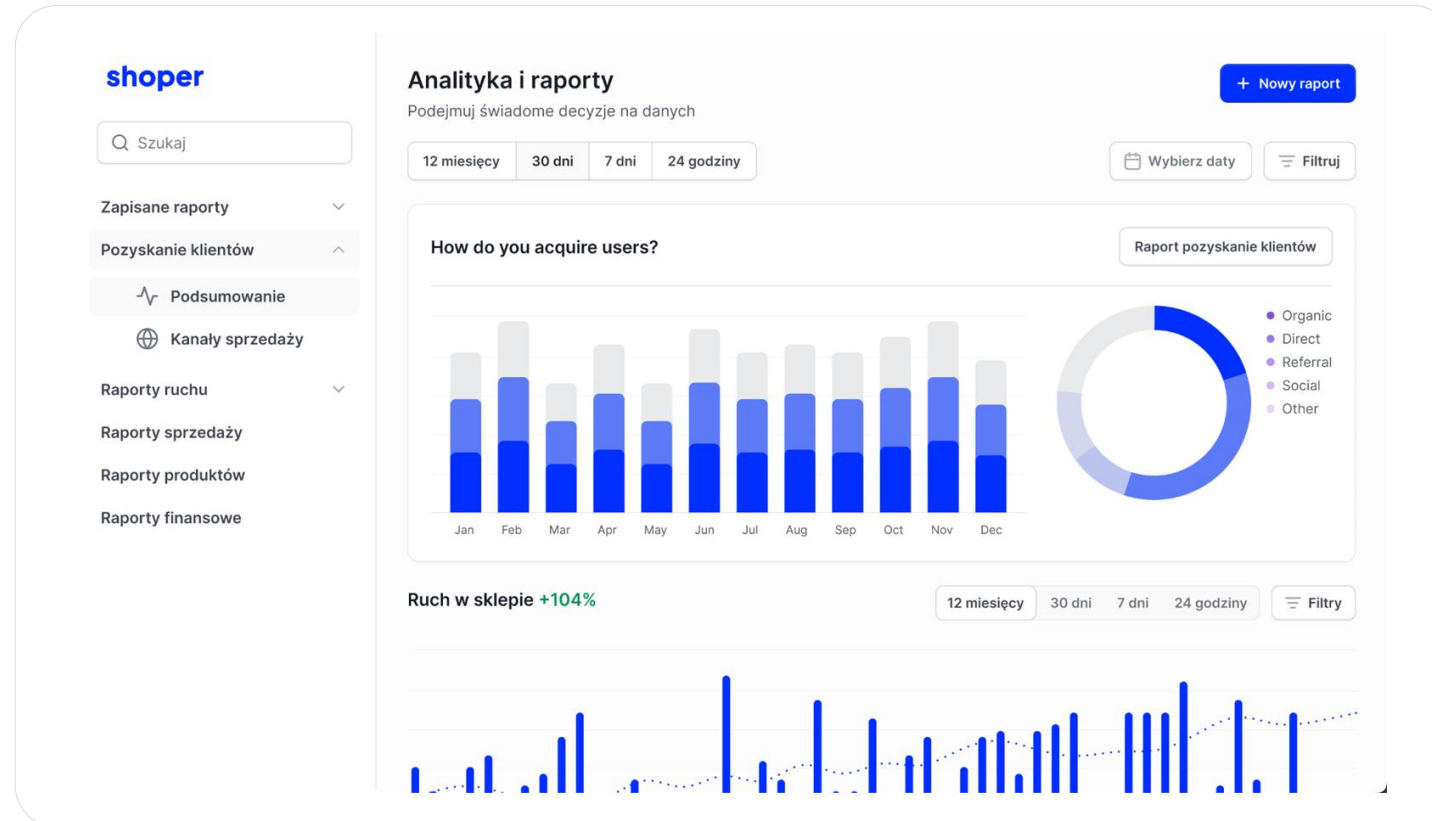 shoper
Szukaj
Zapisane raporty
Pozyskanie klientów
Podsumowanie
Kanały sprzedaży
Raporty ruchu
Raporty sprzedaży
Raporty produktów
Raporty finansowe
Analityka i raporty
+ Nowy raport
Podejmuj świadome decyzje na danych
12 miesięcy 30 dni 7 dni 24 godziny
Wybierz daty Filtruj
How do you acquire users?
Raport pozyskanie klientów
Organic
Direct
Referral
Social
Other
Jan Feb Mar Apr May Jun Jul Aug Sep Oct Nov Dec
Ruch w sklepie +104%
12 miesięcy 30 dni 7 dni 24 godziny Filtry